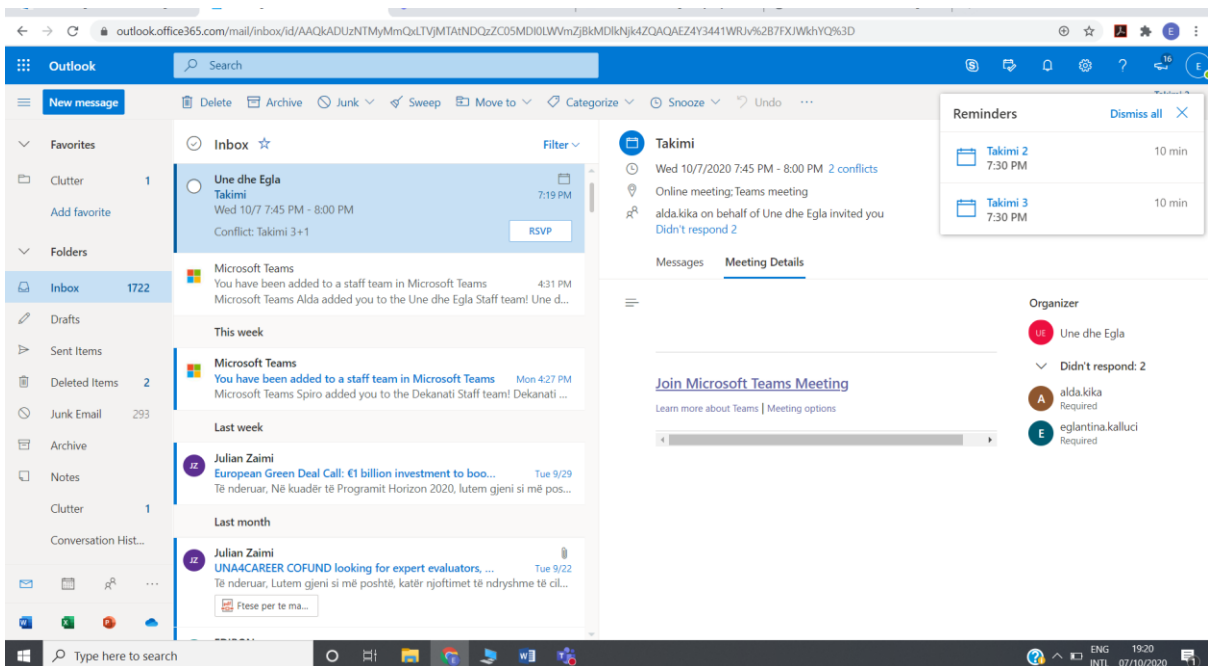 outlook.office365.com/mail/inbox/id/AAQkADUzNTMyMmQxLTVjMTAtNDQzZC05MDI0LWVmZjBkMDlkNjk4ZQAQAEZ4Y3441WRJv%2B7FXJWkhYQ%3D
E
Outlook
Search
16
E
New message
Delete
Archive
Junk
Sweep
Move to
Categorize
Snooze
Undo
Reminders
Dismiss all
Takimi 2
10 min
7:30 PM
Takimi 3
10 min
7:30 PM
Favorites
Clutter 1
Add favorite
Folders
Inbox 1722
Drafts
Sent Items
Deleted Items 2
Junk Email 293
Archive
Notes
Clutter 1
Conversation Hist...
Inbox
Filter
Une dhe Egla
Takimi 7:19 PM
Wed 10/7 7:45 PM - 8:00 PM
Conflict: Takimi 3+1
RSVP
Microsoft Teams
You have been added to a staff team in Microsoft Teams 4:31 PM
Microsoft Teams Alda added you to the Une dhe Egla Staff team! Une d...
This week
Microsoft Teams
You have been added to a staff team in Microsoft Teams Mon 4:27 PM
Microsoft Teams Spiro added you to the Dekanati Staff team! Dekanati ...
Last week
JZ
Julian Zaimi
European Green Deal Call: €1 billion investment to boo... Tue 9/29
Të nderuar, Në kuadër të Programit Horizon 2020, lutem gjeni si më pos...
Last month
JZ
Julian Zaimi
UNA4CAREER COFUND looking for expert evaluators, ... Tue 9/22
Të nderuar, Lutem gjeni si më poshtë, katër njoftimet të ndryshme të cil...
Ftese per te ma...
Takimi
Wed 10/7/2020 7:45 PM - 8:00 PM 2 conflicts
Online meeting; Teams meeting
alda.kika on behalf of Une dhe Egla invited you
Didn't respond 2
Messages
Meeting Details
Join Microsoft Teams Meeting
Learn more about Teams | Meeting options
Organizer
UE
Une dhe Egla
Didn't respond: 2
A
alda.kika
Required
E
eglantina.kalluci
Required
Type here to search
ENG
INTL
19:20
07/10/2020